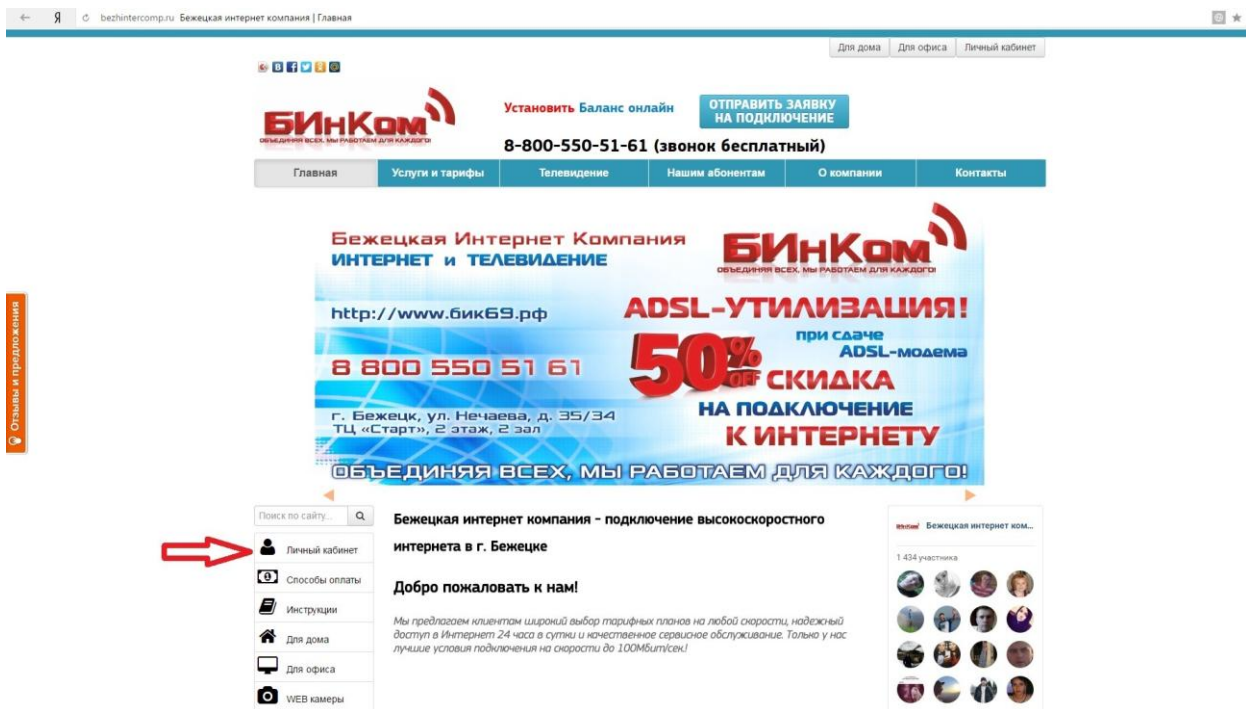 Я
bezhintercomp.ru Бежецкая интернет компания | Главная
Для дома Для офиса Личный кабинет
БИнКом
ОБЪЕДИНЯЯ ВСЕХ, МЫ РАБОТАЕМ ДЛЯ КАЖДОГО!
Установить Баланс онлайн
ОТПРАВИТЬ ЗАЯВКУ
НА ПОДКЛЮЧЕНИЕ
8-800-550-51-61 (звонок бесплатный)
Главная Услуги и тарифы Телевидение Нашим абонентам О компании Контакты
Бежецкая Интернет Компания
ИНТЕРНЕТ и ТЕЛЕВИДЕНИЕ
http://www.бик69.рф
8 800 550 51 61
г. Бежецк, ул. Нечаева, д. 35/34
ТЦ «Старт», 2 этаж, 2 зал
БИнКом
ОБЪЕДИНЯЯ ВСЕХ, МЫ РАБОТАЕМ ДЛЯ КАЖДОГО!
ADSL-УТИЛИЗАЦИЯ!
при сдаче
ADSL-модема
50% OFF
СКИДКА
НА ПОДКЛЮЧЕНИЕ
К ИНТЕРНЕТУ
ОБЪЕДИНЯЯ ВСЕХ, МЫ РАБОТАЕМ ДЛЯ КАЖДОГО!
Отзывы и предложения
Поиск по сайту...
Личный кабинет
Способы оплаты
Инструкции
Для дома
Для офиса
WEB камеры
Бежецкая интернет компания - подключение высокоскоростного
интернета в г. Бежецке
Добро пожаловать к нам!
Мы предлагаем клиентам широкий выбор тарифных планов на любой скорости, надежный
доступ в Интернет 24 часа в сутки и качественное сервисное обслуживание. Только у нас
лучшие условия подключения на скорости до 100Мбит/сек!
Бежецкая интернет ком...
1 434 участника